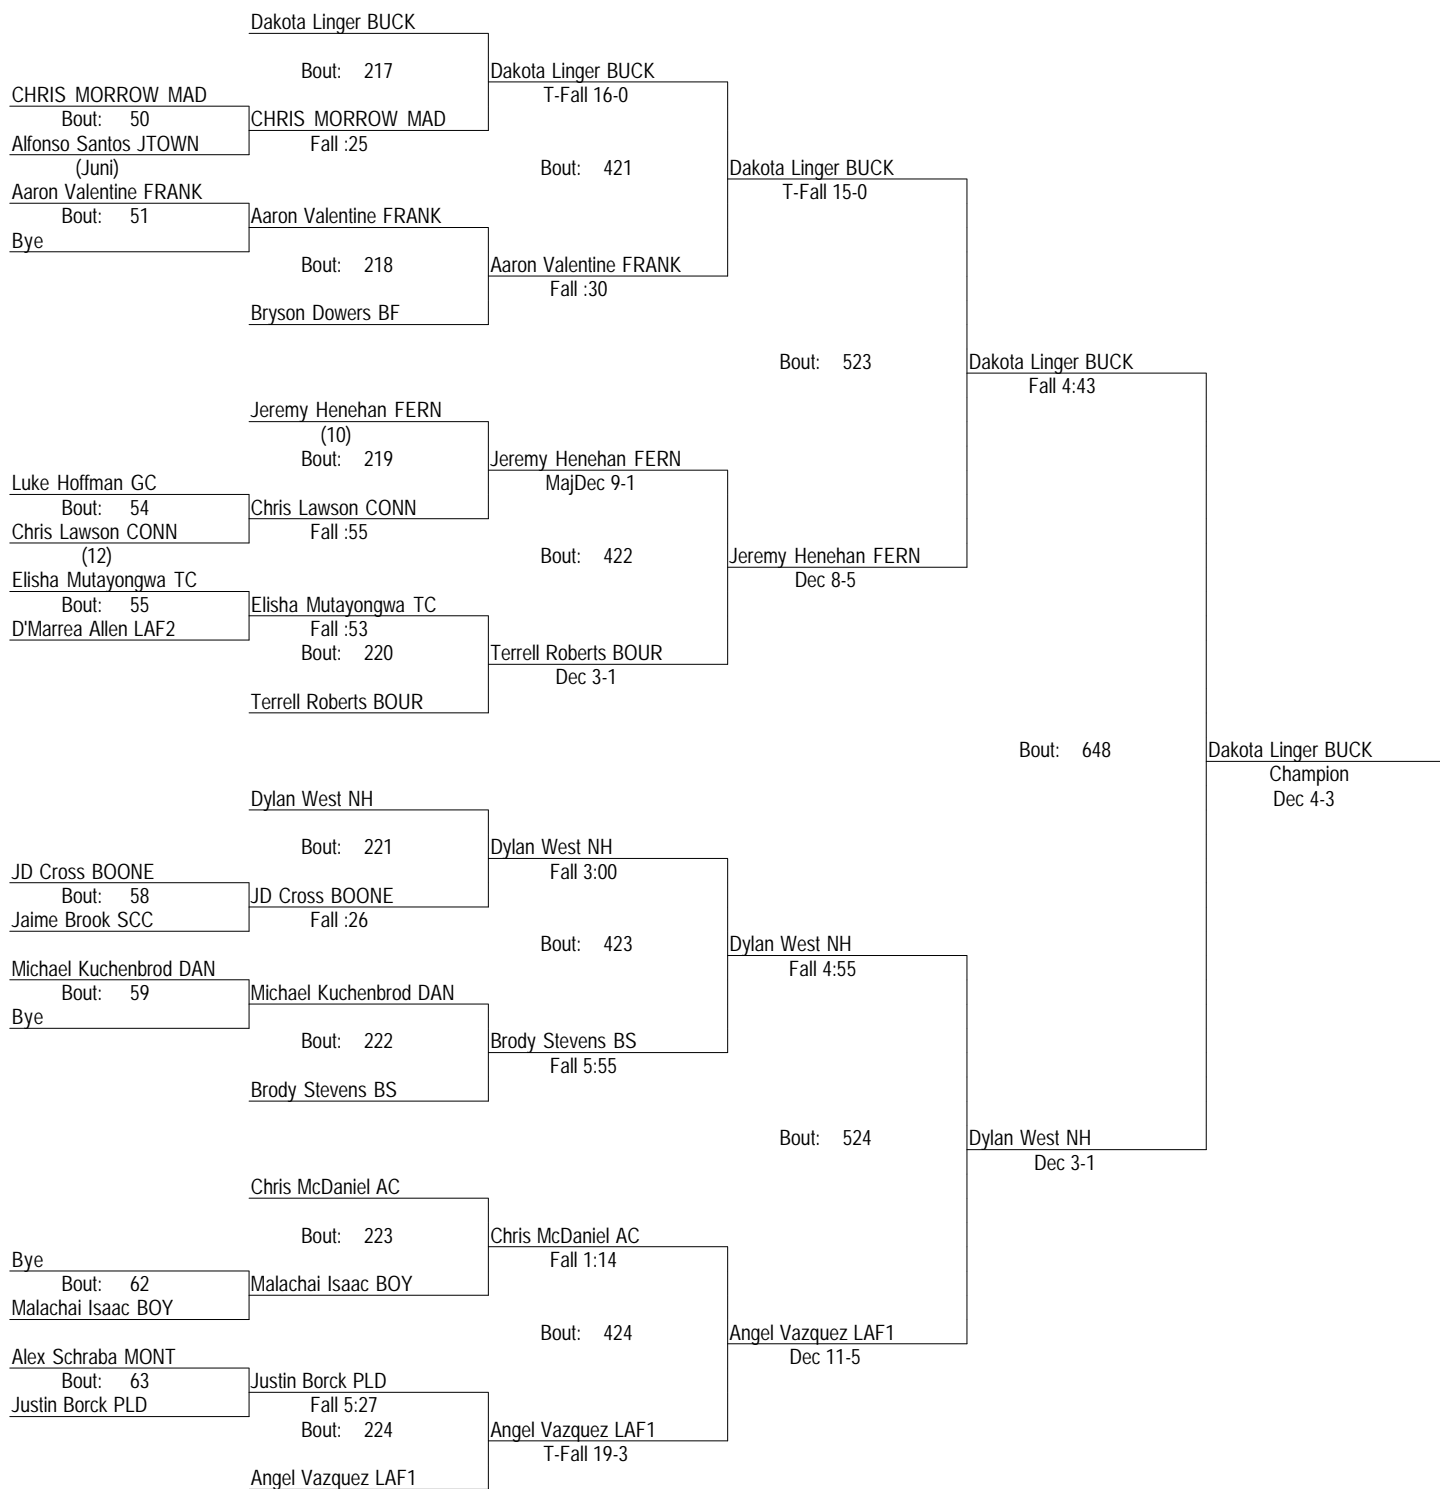 Dakota Linger BUCK
Bout: 217
Dakota Linger BUCK
T-Fall 16-0
CHRIS MORROW MAD
Bout: 50
CHRIS MORROW MAD
Fall :25
Alfonso Santos JTOWN
(Juni)
Bout: 421
Dakota Linger BUCK
T-Fall 15-0
Aaron Valentine FRANK
Bout: 51
Aaron Valentine FRANK
Bye
Bout: 218
Aaron Valentine FRANK
Fall :30
Bryson Dowers BF
Bout: 523
Dakota Linger BUCK
Fall 4:43
Jeremy Henehan FERN
(10)
Bout: 219
Jeremy Henehan FERN
MajDec 9-1
Luke Hoffman GC
Bout: 54
Chris Lawson CONN
Fall :55
Chris Lawson CONN
(12)
Bout: 422
Jeremy Henehan FERN
Dec 8-5
Elisha Mutayongwa TC
Bout: 55
Elisha Mutayongwa TC
Fall :53
D'Marrea Allen LAF2
Bout: 220
Terrell Roberts BOUR
Dec 3-1
Terrell Roberts BOUR
Bout: 648
Dakota Linger BUCK
Champion
Dec 4-3
Dylan West NH
Bout: 221
Dylan West NH
Fall 3:00
JD Cross BOONE
Bout: 58
JD Cross BOONE
Fall :26
Jaime Brook SCC
Bout: 423
Dylan West NH
Fall 4:55
Michael Kuchenbrod DAN
Bout: 59
Michael Kuchenbrod DAN
Bye
Bout: 222
Brody Stevens BS
Fall 5:55
Brody Stevens BS
Bout: 524
Dylan West NH
Dec 3-1
Chris McDaniel AC
Bout: 223
Chris McDaniel AC
Fall 1:14
Bye
Bout: 62
Malachai Isaac BOY
Malachai Isaac BOY
Bout: 424
Angel Vazquez LAF1
Dec 11-5
Alex Schraba MONT
Bout: 63
Justin Borck PLD
Fall 5:27
Justin Borck PLD
Bout: 224
Angel Vazquez LAF1
T-Fall 19-3
Angel Vazquez LAF1